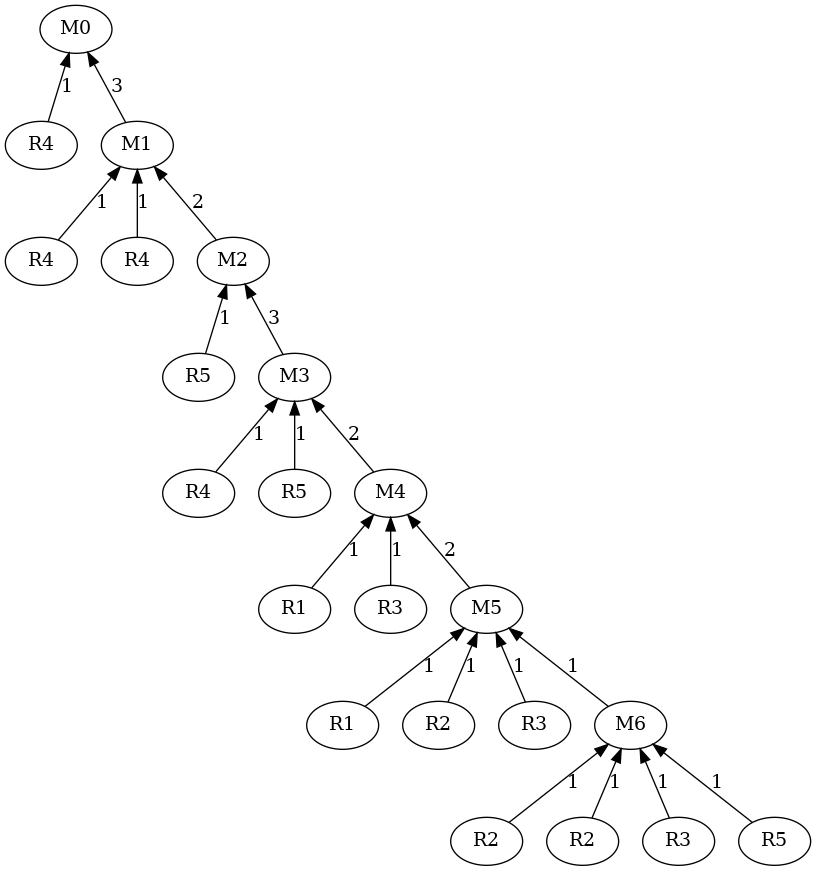 M0
1 3
R4 M1
1 1 2
R4 R4 M2
1 3
R5 M3
1 1 2
R4 R5 M4
1 1 2
R1 R3 M5
1 1 1 1
R1 R2 R3 M6
1 1 1 1
R2 R2 R3 R5